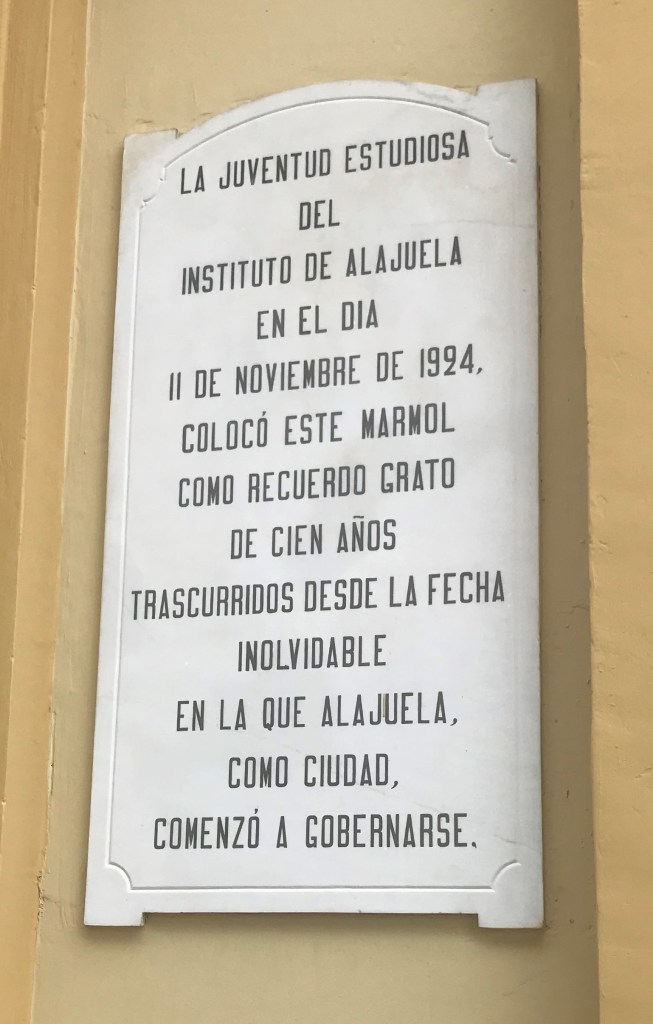 LA JUVENTUD ESTUDIOSA
DEL
INSTITUTO DE ALAJUELA
EN EL DIA
11 DE NOVIEMBRE DE 1924,
COLOCÓ ESTE MARMOL
COMO RECUERDO GRATO
DE CIEN AÑOS
TRASCURRIDOS DESDE LA FECHA
INOLVIDABLE
EN LA QUE ALAJUELA,
COMO CIUDAD,
COMENZÓ A GOBERNARSE.